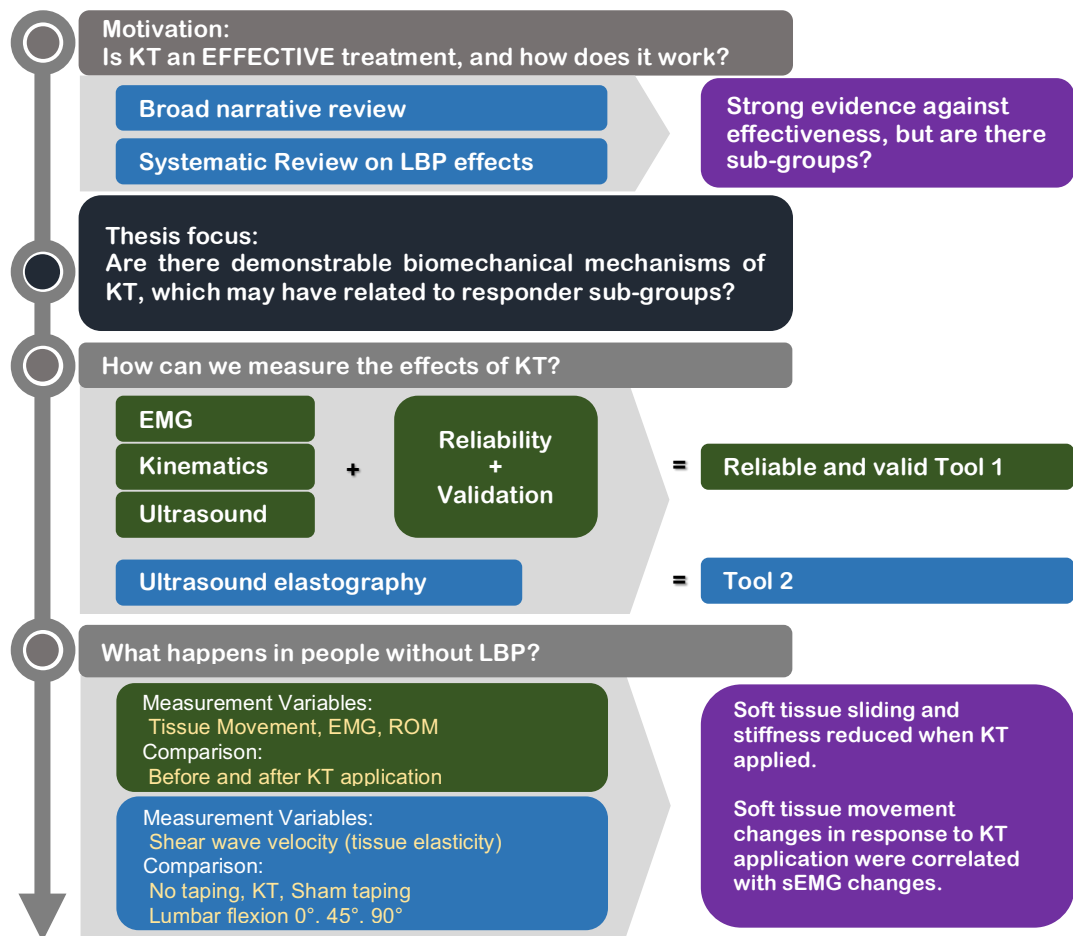 Motivation:
Is KT an EFFECTIVE treatment, and how does it work?
Broad narrative review
Systematic Review on LBP effects
Strong evidence against
effectiveness, but are there
sub-groups?
Thesis focus:
Are there demonstrable biomechanical mechanisms of
KT, which may have related to responder sub-groups?
How can we measure the effects of KT?
EMG
Kinematics
Ultrasound
+
Reliability
+
Validation
=
Reliable and valid Tool 1
Ultrasound elastography
=
Tool 2
What happens in people without LBP?
Measurement Variables:
Tissue Movement, EMG, ROM
Comparison:
Before and after KT application
Measurement Variables:
Shear wave velocity (tissue elasticity)
Comparison:
No taping, KT, Sham taping
Lumbar flexion 0°. 45°. 90°
Soft tissue sliding and
stiffness reduced when KT
applied.
Soft tissue movement
changes in response to KT
application were correlated
with sEMG changes.